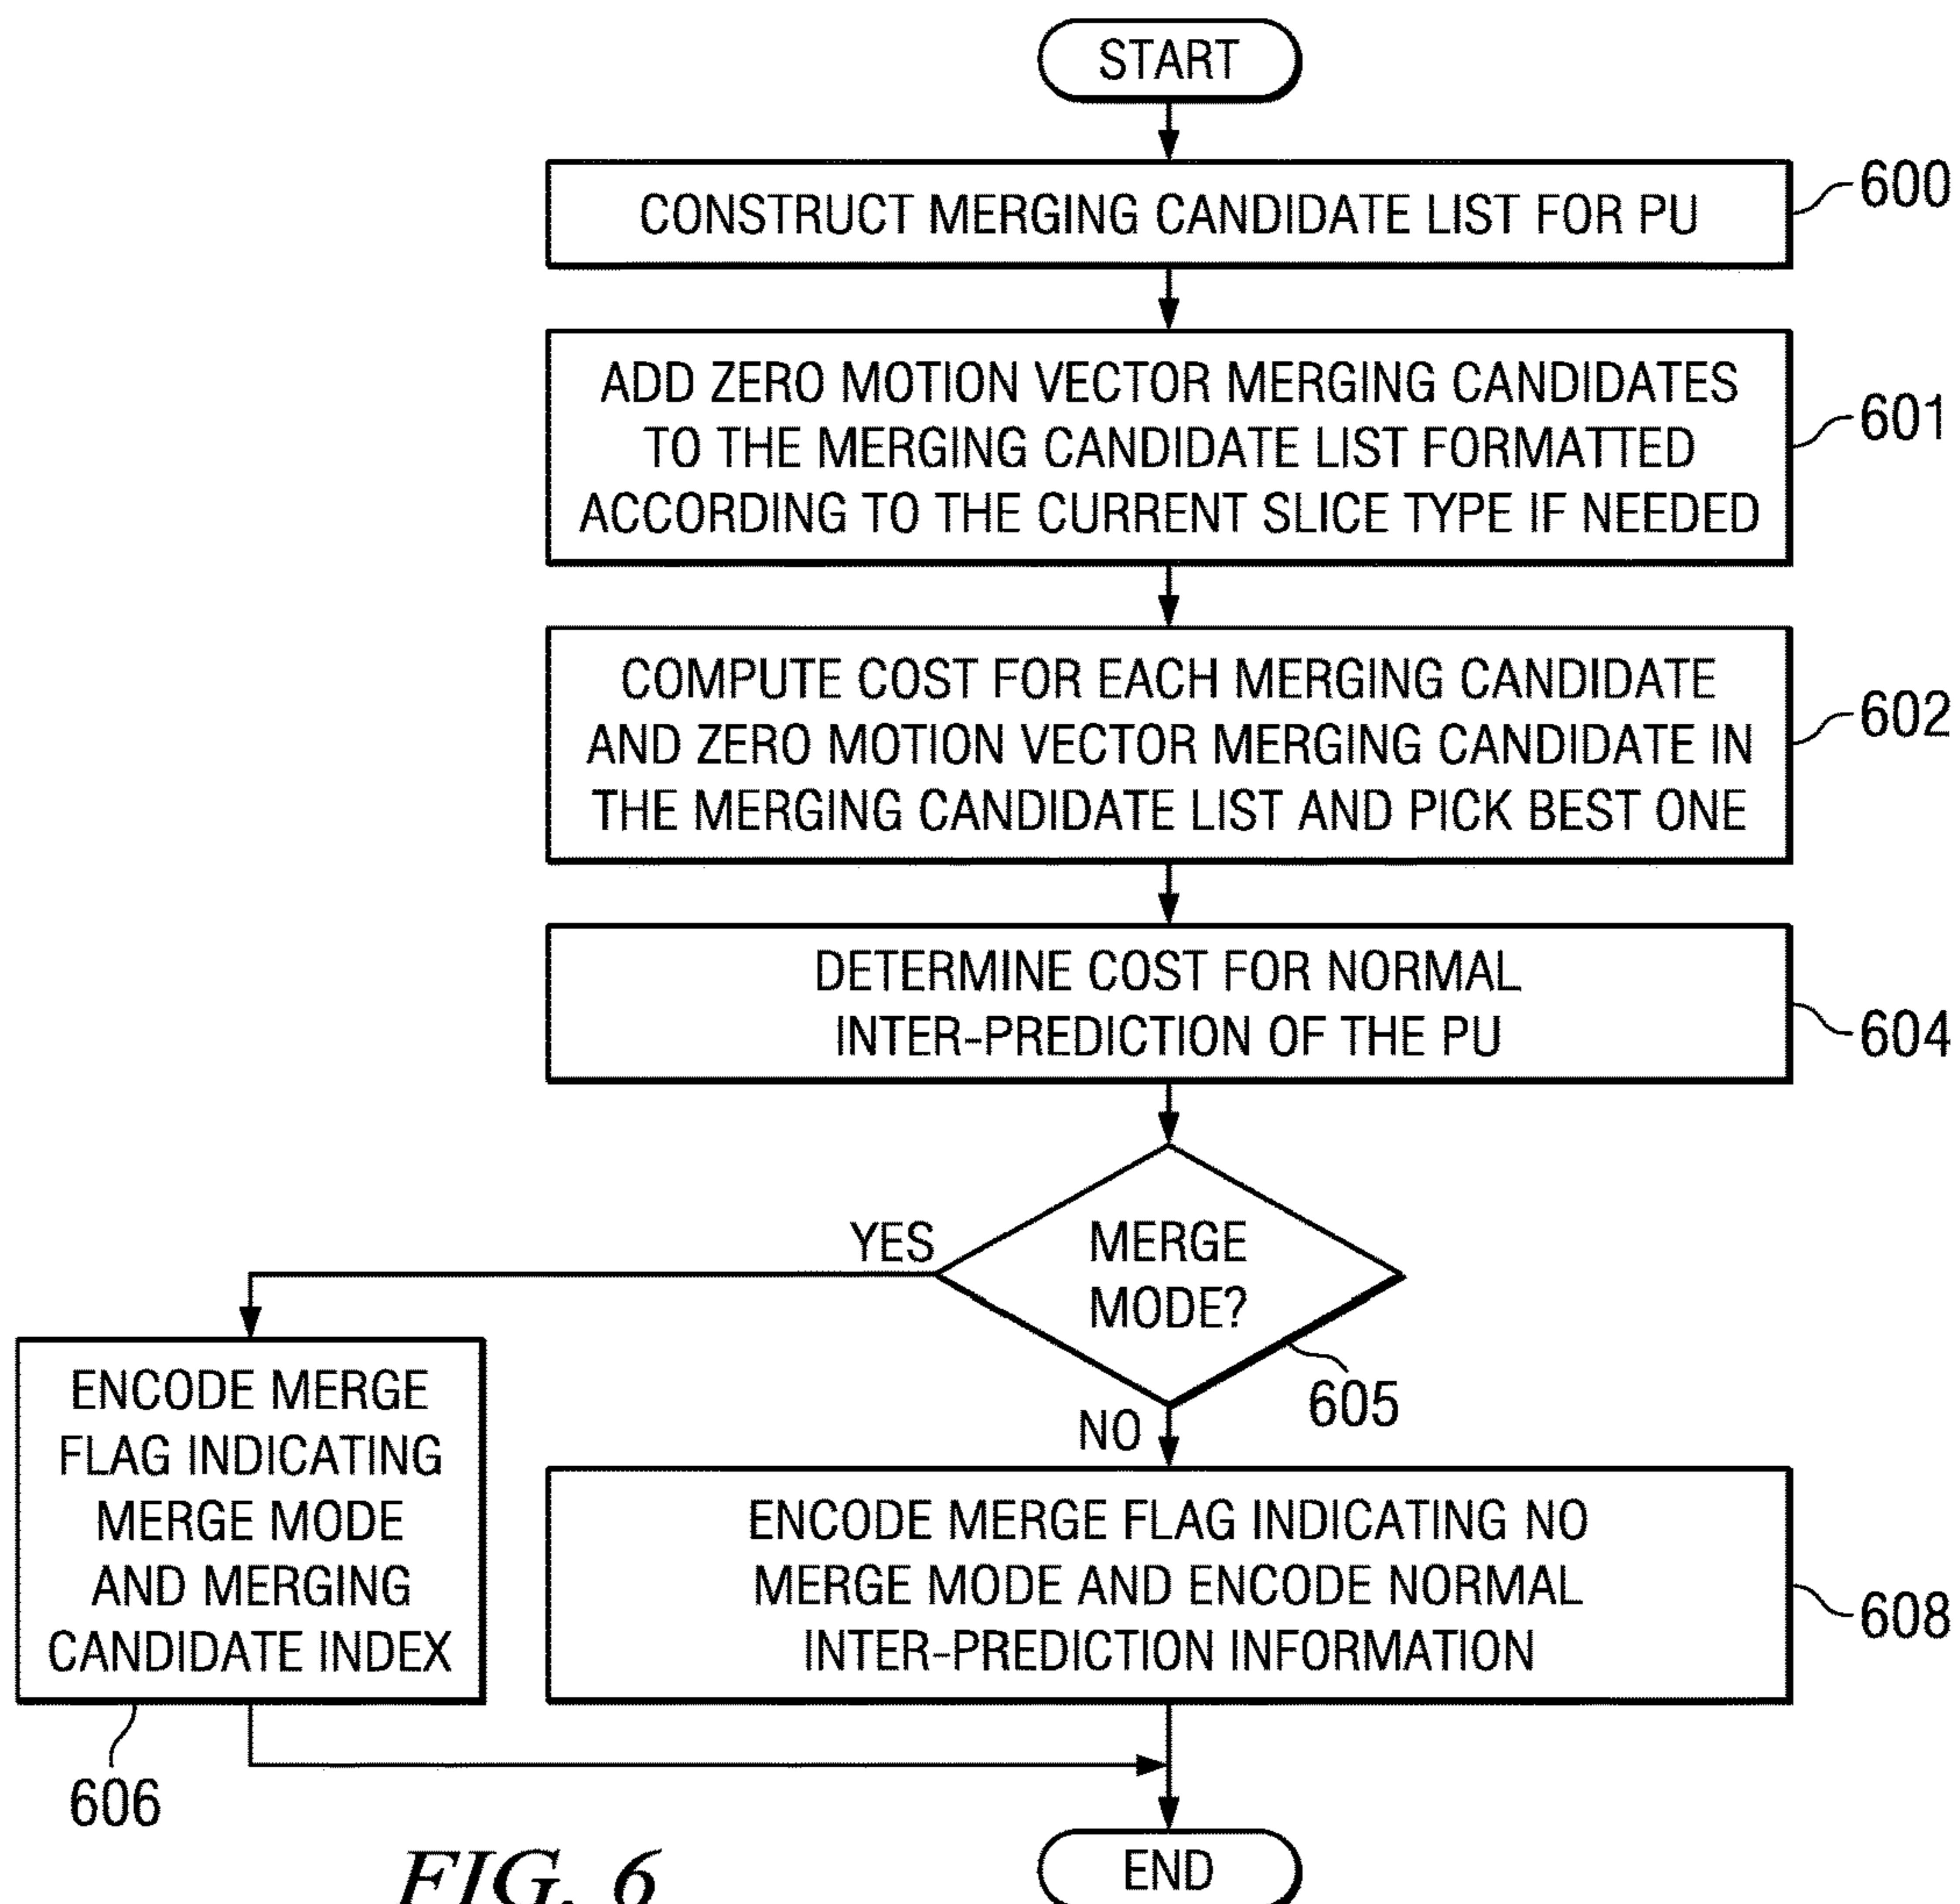 START
CONSTRUCT MERGING CANDIDATE LIST FOR PU
600
ADD ZERO MOTION VECTOR MERGING CANDIDATES
TO THE MERGING CANDIDATE LIST FORMATTED
ACCORDING TO THE CURRENT SLICE TYPE IF NEEDED
601
COMPUTE COST FOR EACH MERGING CANDIDATE
AND ZERO MOTION VECTOR MERGING CANDIDATE IN
THE MERGING CANDIDATE LIST AND PICK BEST ONE
602
DETERMINE COST FOR NORMAL
INTER-PREDICTION OF THE PU
604
YES
MERGE
MODE?
605
NO
ENCODE MERGE
FLAG INDICATING
MERGE MODE
AND MERGING
CANDIDATE INDEX
606
ENCODE MERGE FLAG INDICATING NO
MERGE MODE AND ENCODE NORMAL
INTER-PREDICTION INFORMATION
608
END
FIG. 6